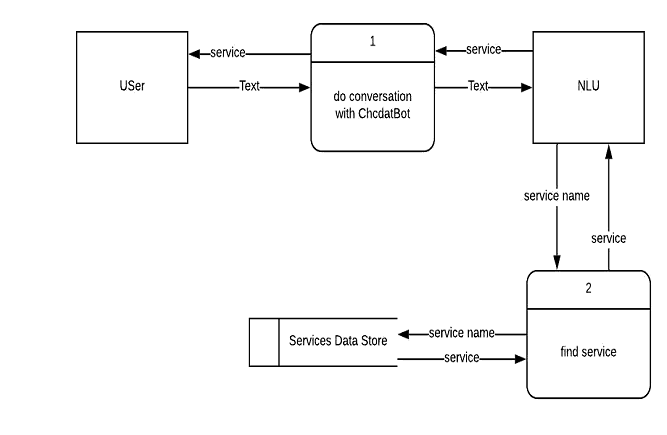 1
service
service
USer
Text
do conversation
with ChcdatBot
Text
NLU
service name
service
2
Services Data Store
service name
service
find service